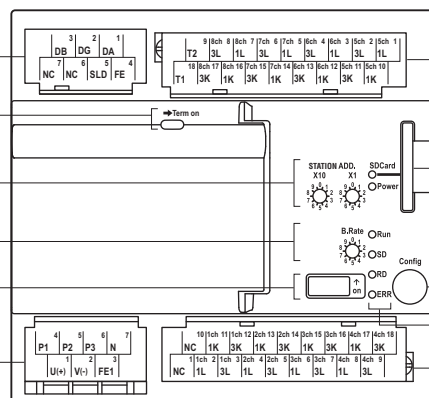 3 2 1
DB DG DA
7 6 5 4
NC NC SLD FE
9 8ch 8 8ch 7 7ch 6 7ch 5 6ch 4 6ch 3 5ch 2 5ch 1
T2 3L 1L 3L 1L 3L 1L 3L 1L
18 8ch 17 8ch 16 7ch 15 7ch 14 6ch 13 6ch 12 5ch 11 5ch 10
T1 3K 1K 3K 1K 3K 1K 3K 1K
➡Term on
STATION ADD.
X10 X1
SDCard
Power
B.Rate
Run
SD
RD
ERR
↑
on
Config
4 5 6 7
P1 P2 P3 N
1 2 3
U(+) V(-) FE1
10 1ch 11 1ch 12 2ch 13 2ch 14 3ch 15 3ch 16 4ch 17 4ch 18
NC 1K 3K 1K 3K 1K 3K 1K 3K
1 1ch 2 1ch 3 2ch 4 2ch 5 3ch 6 3ch 7 4ch 8 4ch 9
NC 1L 3L 1L 3L 1L 3L 1L 3L